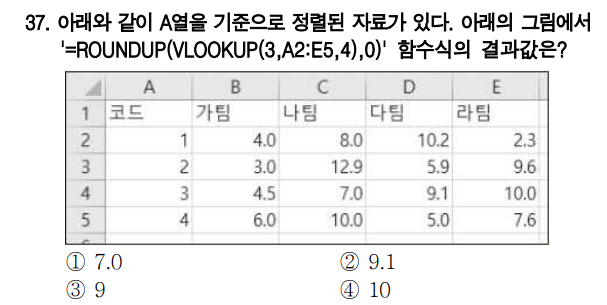 37. 아래와 같이 A열을 기준으로 정렬된 자료가 있다. 아래의 그림에서
'=ROUNDUP(VLOOKUP(3,A2:E5,4),0)' 함수식의 결과값은?
A B C D E
1 코드 가팀 나팀 다팀 라팀
2 1 4.0 8.0 10.2 2.3
3 2 3.0 12.9 5.9 9.6
4 3 4.5 7.0 9.1 10.0
5 4 6.0 10.0 5.0 7.6
① 7.0 ② 9.1
③ 9 ④ 10